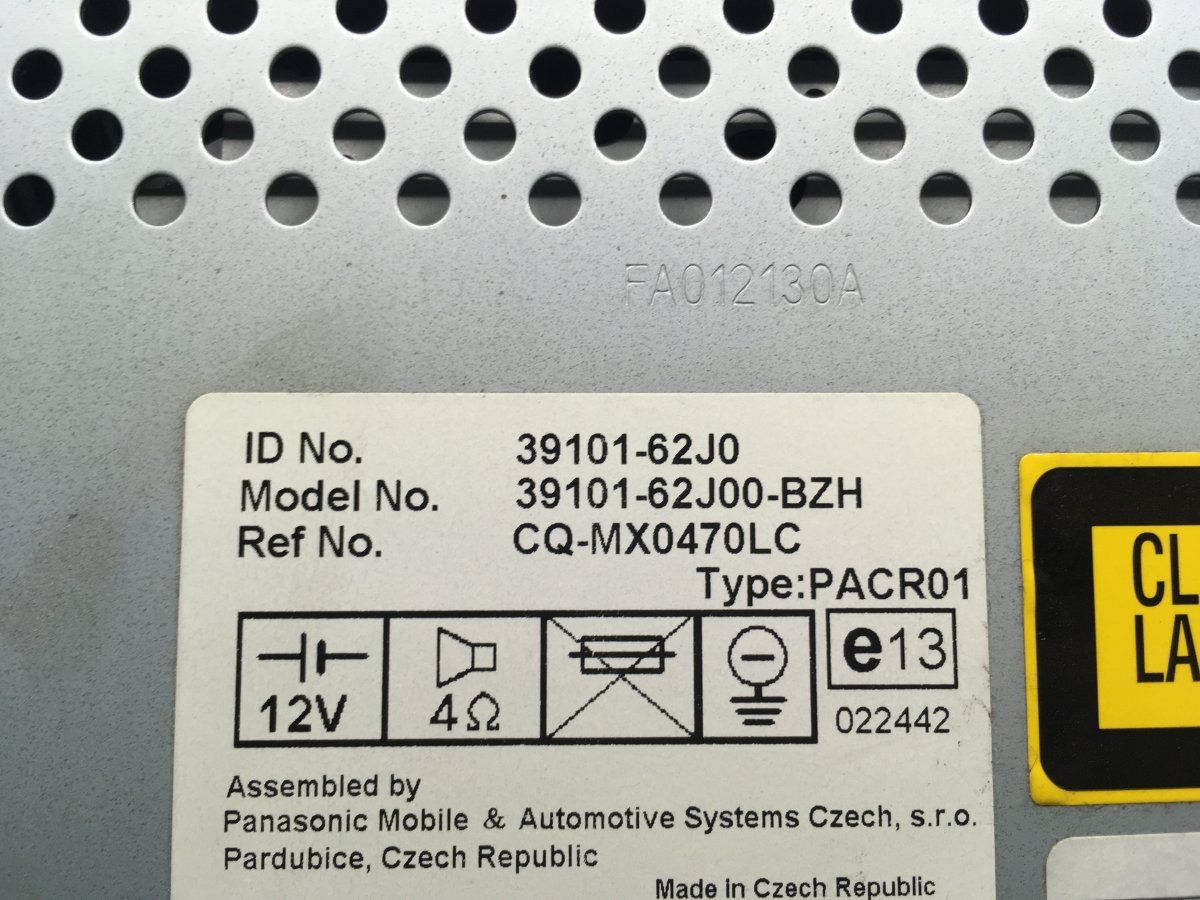 FA012130A
ID No. 39101-62J0
Model No. 39101-62J00-BZH
Ref No. CQ-MX0470LC
Type:PACR01
12V 4Ω e13
022442
CL
LA
Assembled by
Panasonic Mobile & Automotive Systems Czech, s.r.o.
Pardubice, Czech Republic
Made in Czech Republic